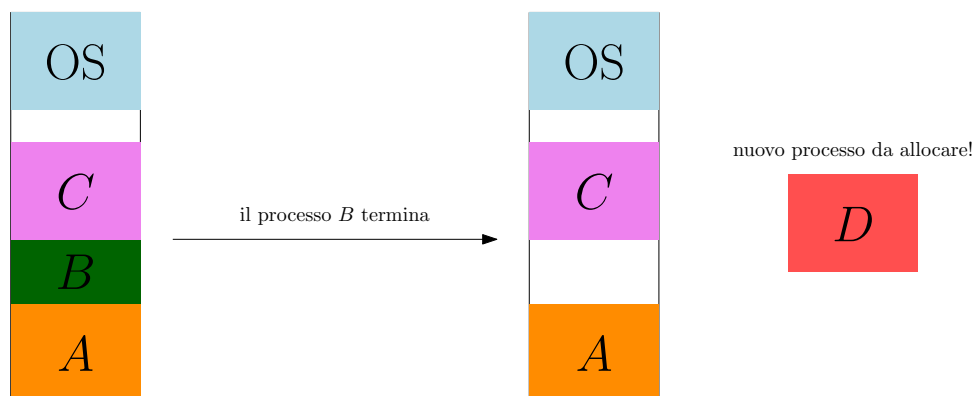 OS
C
B
A
il processo B termina
OS
C
A
nuovo processo da allocare!
D